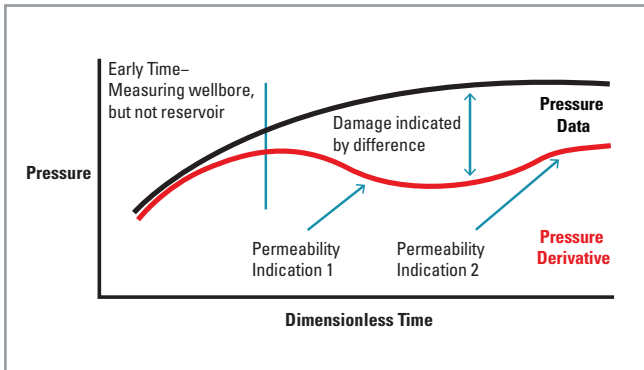 Early Time–
Measuring wellbore,
but not reservoir
Damage indicated
by difference
Pressure
Data
Pressure
Permeability
Indication 1
Permeability
Indication 2
Pressure
Derivative
Dimensionless Time